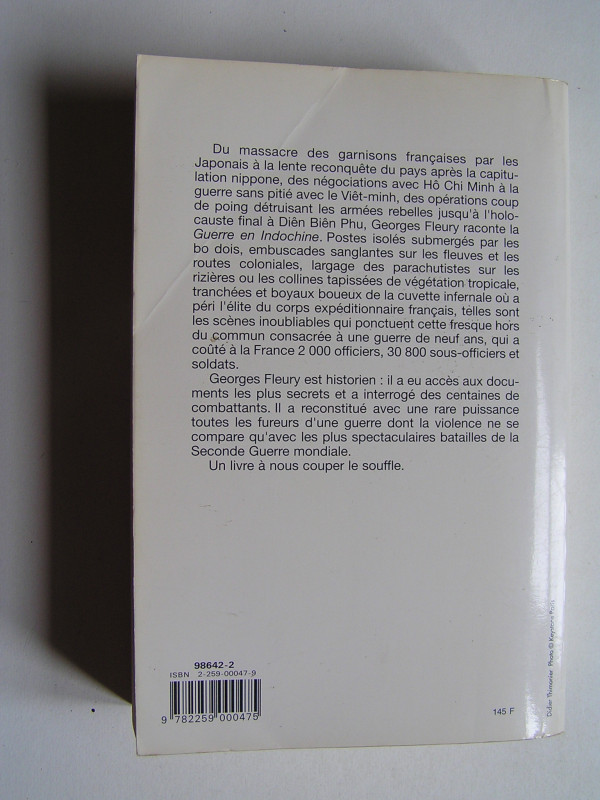 Du massacre des garnisons françaises par les
Japonais à la lente reconquête du pays après la capitu-
lation nippone, des négociations avec Hô Chi Minh à la
guerre sans pitié avec le Viêt-minh, des opérations coup
de poing détruisant les armées rebelles jusqu'à l'holo-
causte final à Diên Biên Phu, Georges Fleury raconte la
Guerre en Indochine. Postes isolés submergés par les
bo dois, embuscades sanglantes sur les fleuves et les
routes coloniales, largage des parachutistes sur les
rizières ou les collines tapissées de végétation tropicale,
tranchées et boyaux boueux de la cuvette infernale où a
péri l'élite du corps expéditionnaire français, telles sont
les scènes inoubliables qui ponctuent cette fresque hors
du commun consacrée à une guerre de neuf ans, qui a
coûté à la France 2 000 officiers, 30 800 sous-officiers et
soldats.
Georges Fleury est historien : il a eu accès aux docu-
ments les plus secrets et a interrogé des centaines de
combattants. Il a reconstitué avec une rare puissance
toutes les fureurs d'une guerre dont la violence ne se
compare qu'avec les plus spectaculaires batailles de la
Seconde Guerre mondiale.
Un livre à nous couper le souffle.
98642-2
ISBN 2-259-00047-9
9 782259 000475
145 F
Didier Thimonier Photo © Keystone Paris